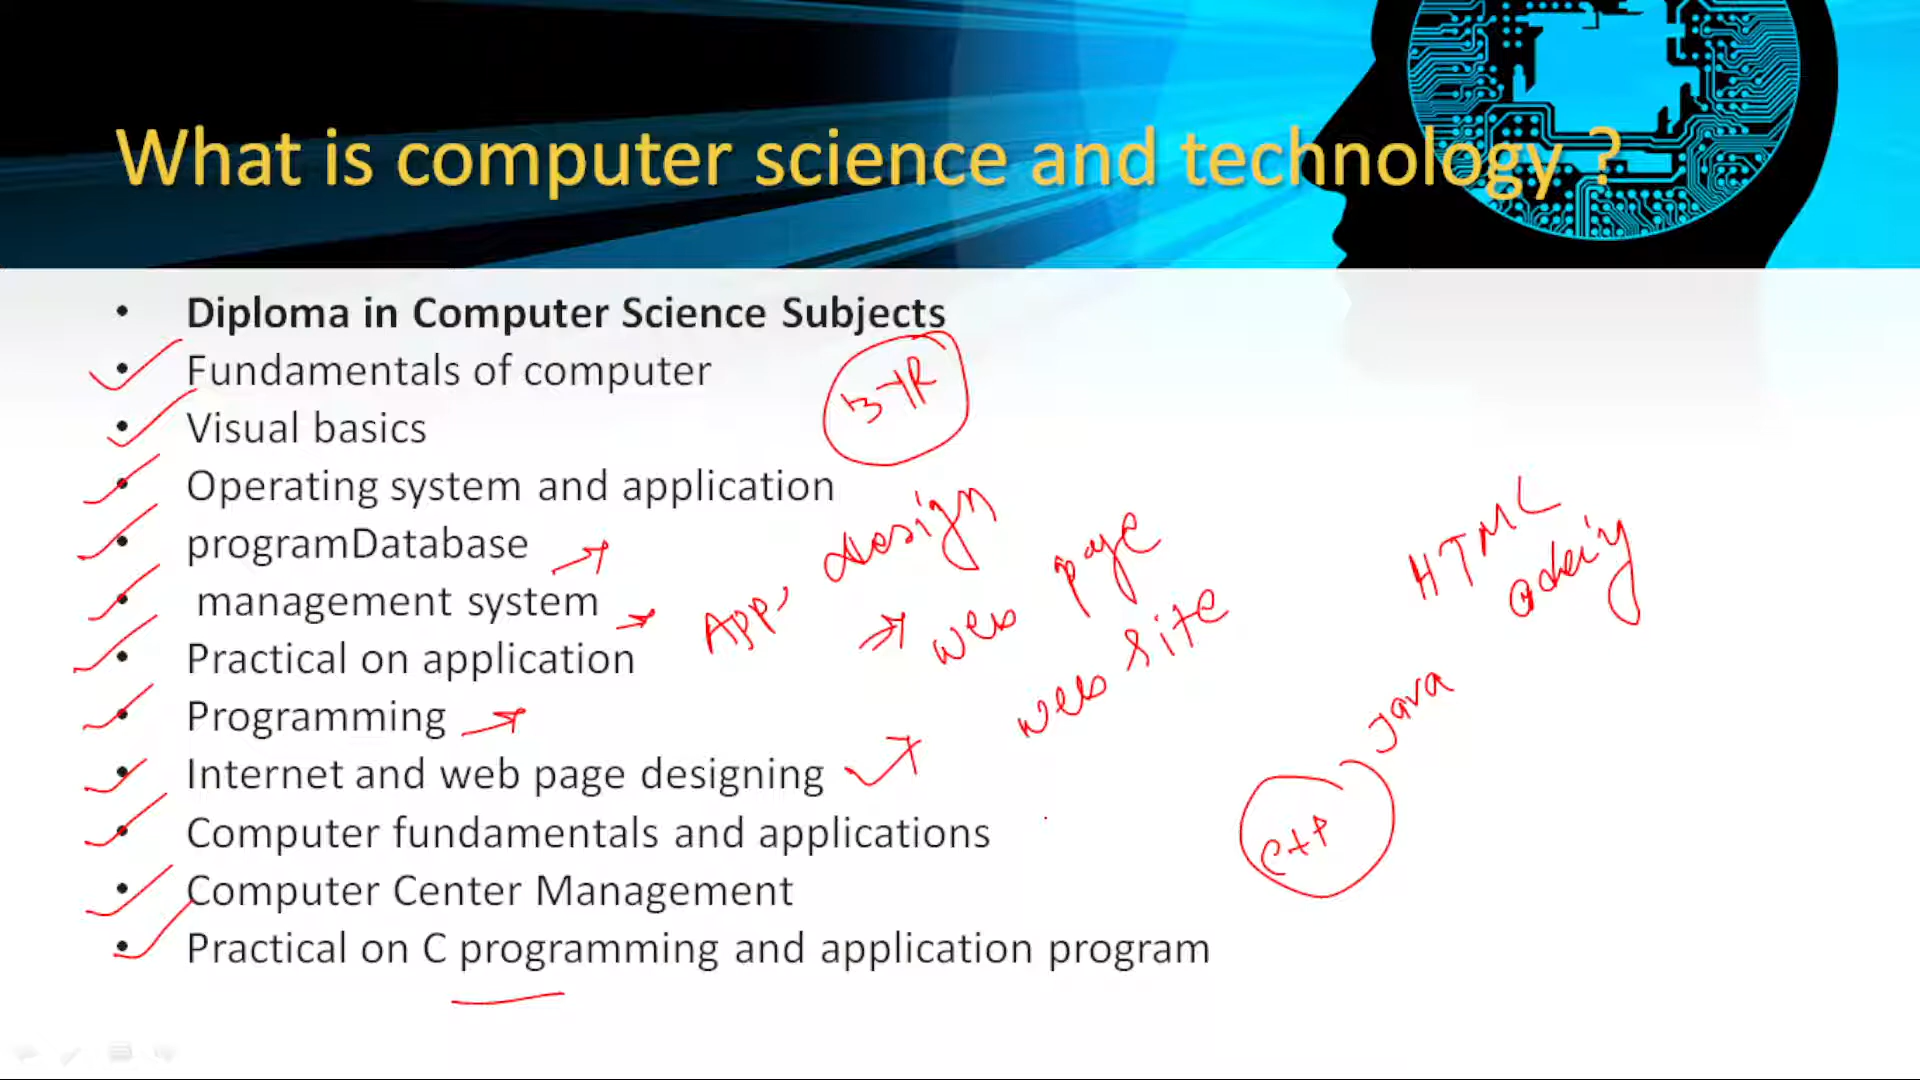 What is computer science and technology ?
• Diploma in Computer Science Subjects
• Fundamentals of computer
3 YR
• Visual basics
• Operating system and application
• programDatabase
App. design
web page
HTML
• management system
• Practical on application
web site
• Programming
Java
• Internet and web page designing
• Computer fundamentals and applications
• Computer Center Management
• Practical on C programming and application program